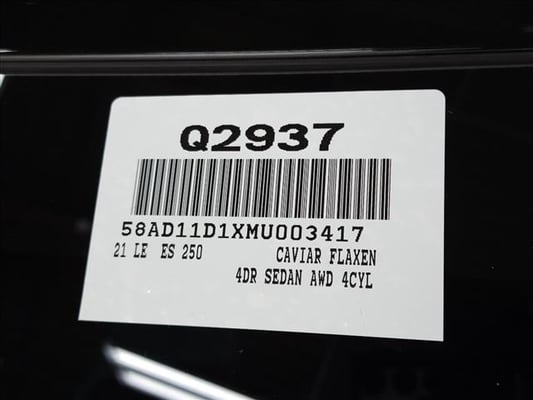 Q2937
58AD11D1XMU003417
21 LE ES 250 CAVIAR FLAXEN
4DR SEDAN AWD 4CYL